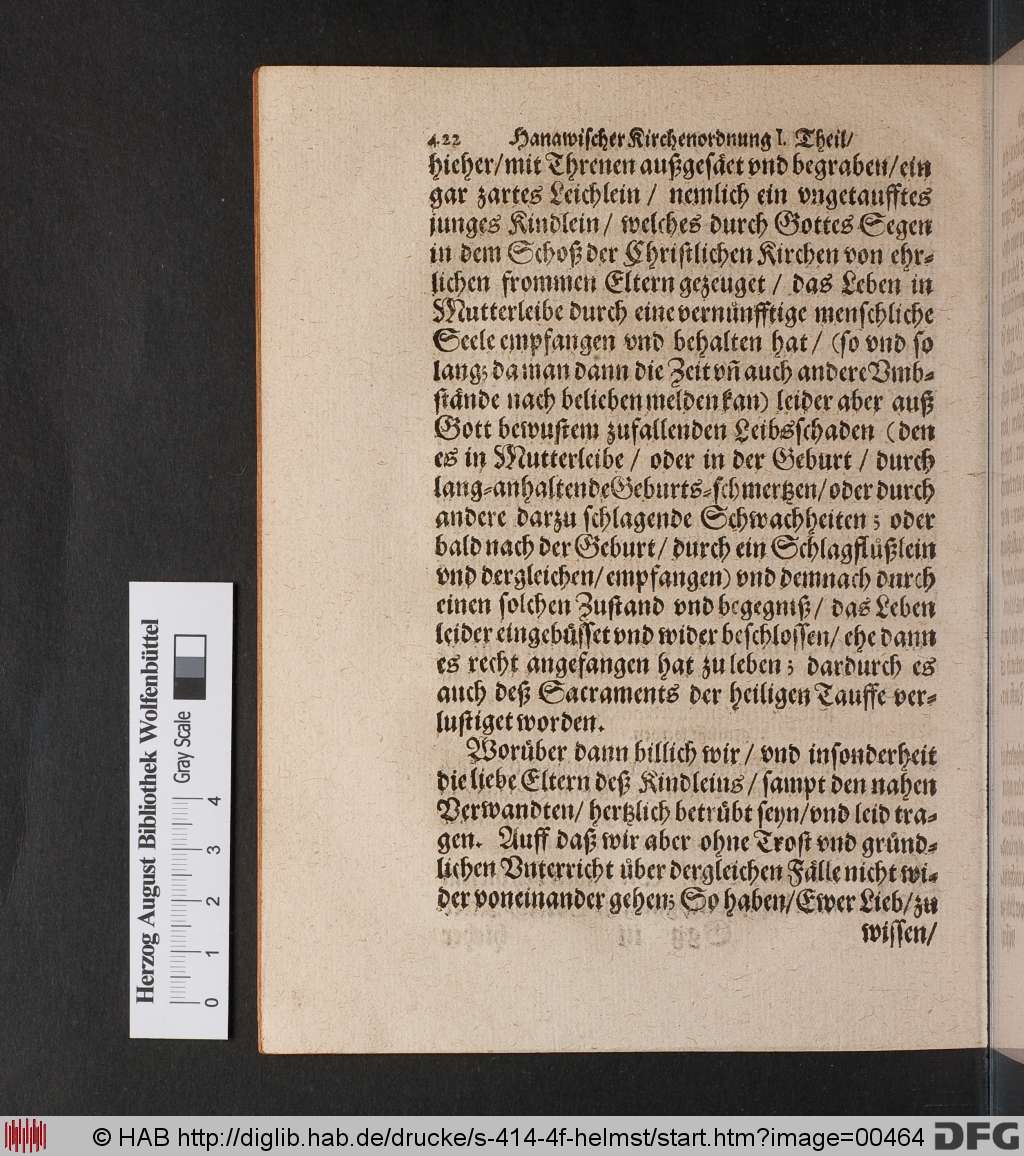 422 Hanawischer Kirchenordnung I. Theil/
hieher/mit Threnen außgesäet vnd begraben/ein
gar zartes Leichlein / nemlich ein vngetaufftes
junges Kindlein / welches durch Gottes Segen
in dem Schoß der Christlichen Kirchen von ehr-
lichen frommen Eltern gezeuget / das Leben in
Mutterleibe durch eine vernünfftige menschliche
Seele empfangen vnd behalten hat / (so vnd so
lang; da man dann die Zeit vñ auch andere Vmb-
stände nach belieben melden kan) leider aber auß
Gott bewustem zufallenden Leibsschaden (den
es in Mutterleibe / oder in der Geburt / durch
lang-anhaltende Geburts-schmertzen/oder durch
andere darzu schlagende Schwachheiten; oder
bald nach der Geburt / durch ein Schlagflüßlein
vnd dergleichen/ empfangen) vnd demnach durch
einen solchen Zustand vnd begegniß / das Leben
leider eingebüsset vnd wider beschlossen/ ehe dann
es recht angefangen hat zu leben; dardurch es
auch deß Sacraments der heiligen Tauffe ver-
lustiget worden.
Worüber dann billich wir / vnd insonderheit
die liebe Eltern deß Kindleins / sampt den nahen
Verwandten/ hertzlich betrübt seyn/vnd leid tra-
gen. Auff daß wir aber ohne Trost vnd gründ-
lichen Vnterricht über dergleichen Fälle nicht wi-
der voneinander gehen; So haben/Ewer Lieb/zu
wissen/
Herzog August Bibliothek Wolfenbüttel
Gray Scale
0 1 2 3 4
© HAB http://diglib.hab.de/drucke/s-414-4f-helmst/start.htm?image=00464 DFG